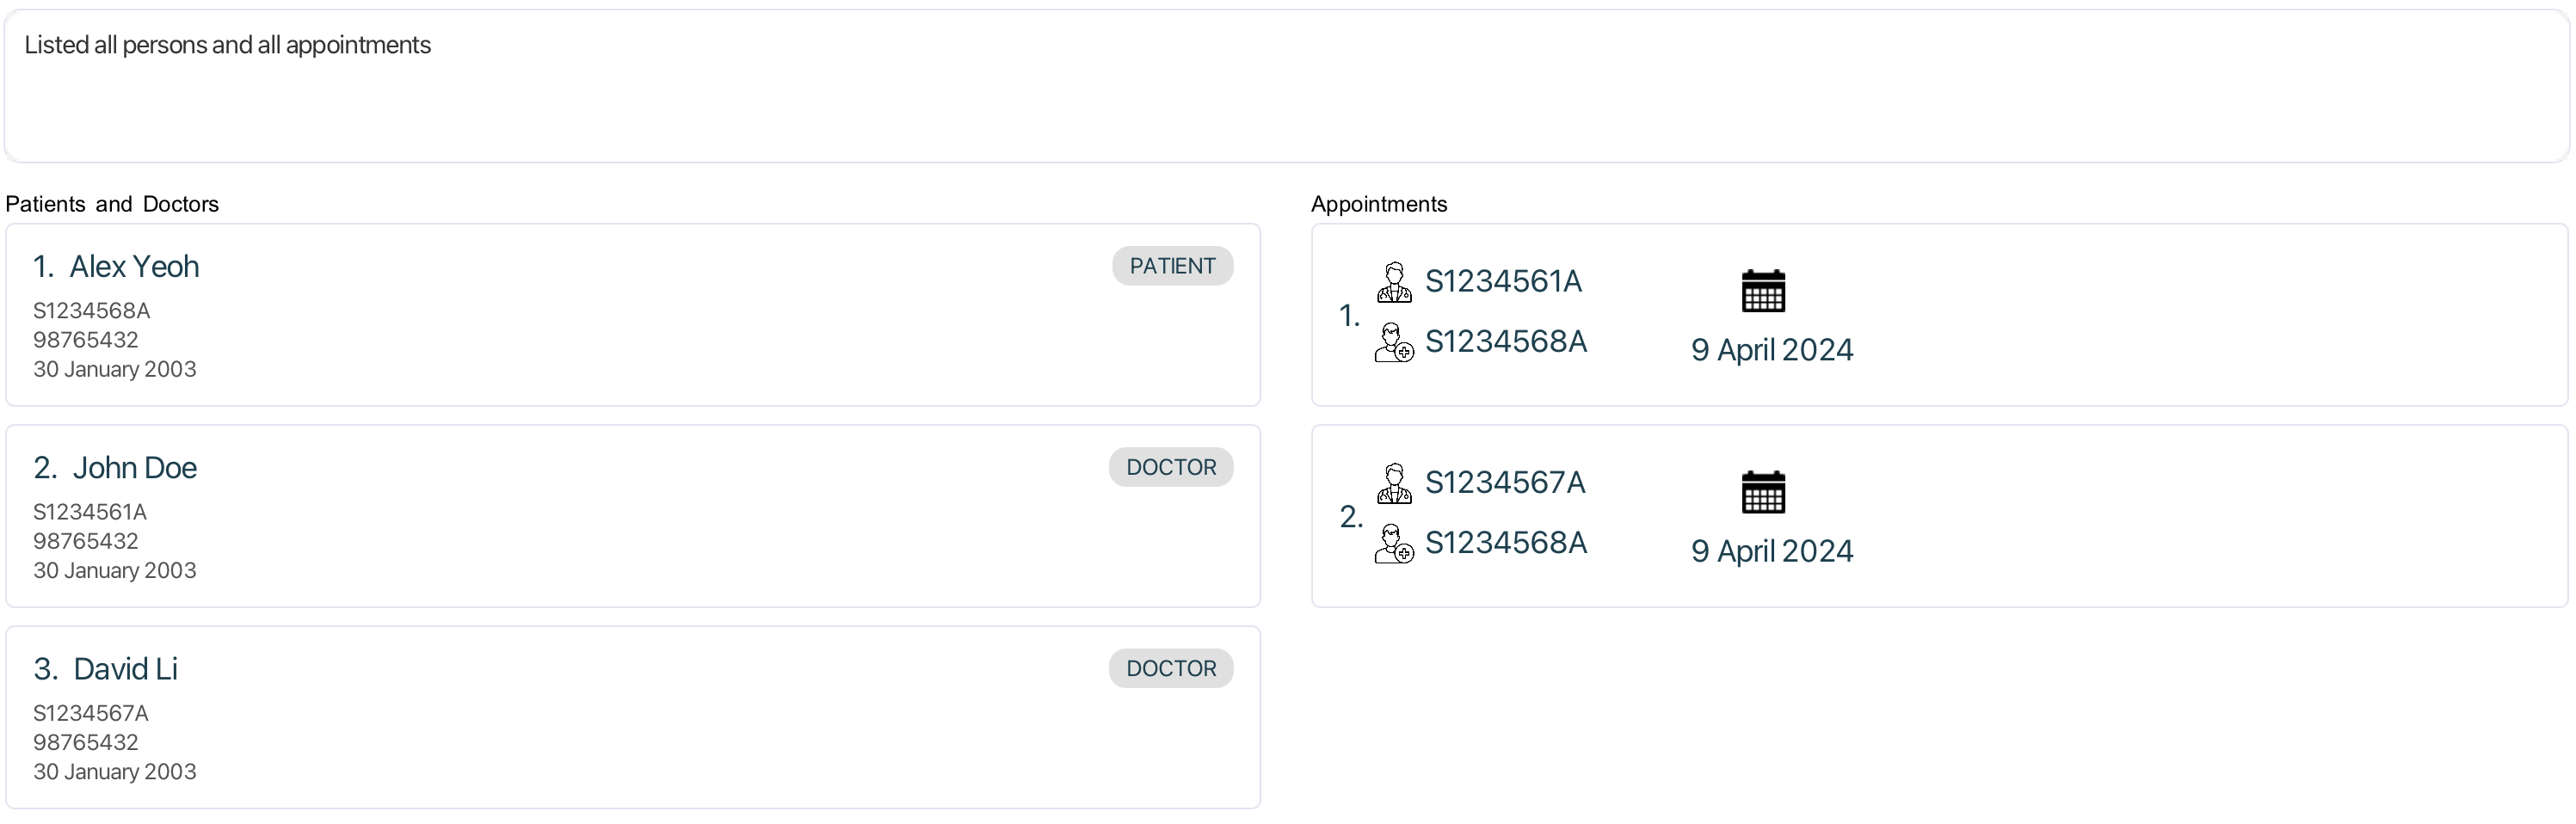 Listed all persons and all appointments
Patients and Doctors
1. Alex Yeoh
PATIENT
S1234568A
98765432
30 January 2003
2. John Doe
DOCTOR
S1234561A
98765432
30 January 2003
3. David Li
DOCTOR
S1234567A
98765432
30 January 2003
Appointments
1.
S1234561A
S1234568A
9 April 2024
2.
S1234567A
S1234568A
9 April 2024